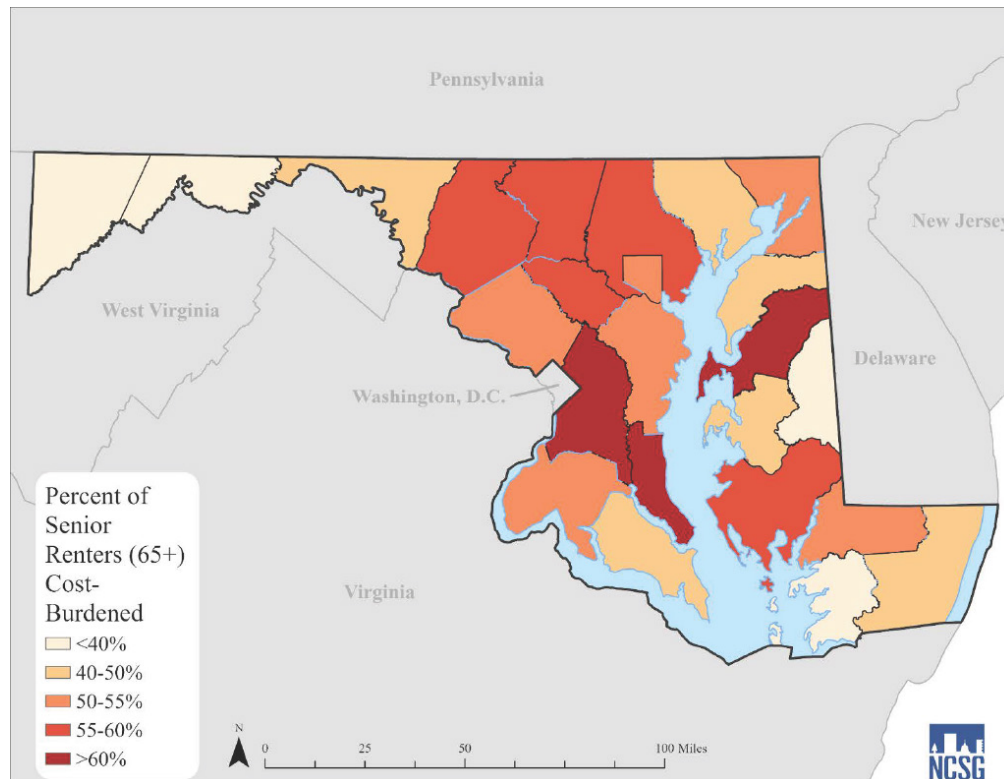 Pennsylvania
New Jersey
West Virginia
Delaware
Washington, D.C.
Virginia
Percent of
Senior
Renters (65+)
Cost-
Burdened
<40%
40-50%
50-55%
55-60%
>60%
N
0 25 50 100 Miles
NCSG